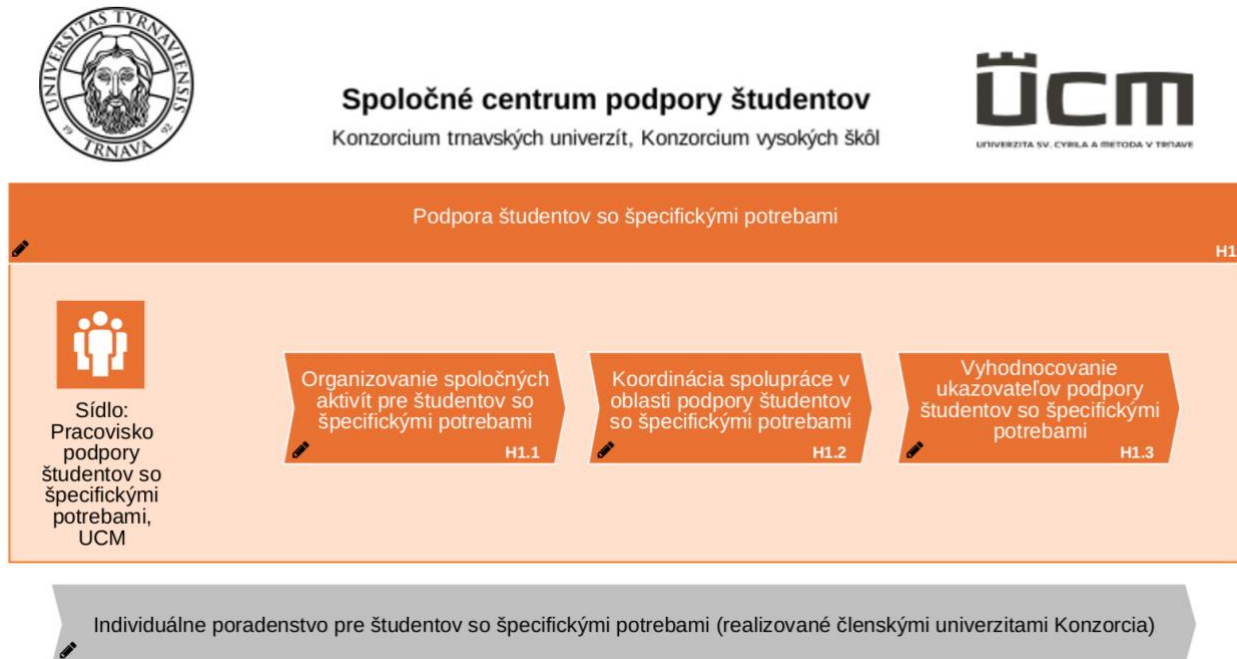 UNIVERSITAS TYRNAVIENSIS
19 92
TRNAVA
Spoločné centrum podpory študentov
Konzorcium trnavských univerzít, Konzorcium vysokých škôl
ücm
UNIVERZITA SV. CYRILA A METODA V TRNAVE
Podpora študentov so špecifickými potrebami
H1
Sídlo:
Pracovisko
podpory
študentov so
špecifickými
potrebami,
UCM
Organizovanie spoločných
aktivít pre študentov so
špecifickými potrebami
H1.1
Koordinácia spolupráce v
oblasti podpory študentov
so špecifickými potrebami
H1.2
Vyhodnocovanie
ukazovateľov podpory
študentov so špecifickými
potrebami
H1.3
Individuálne poradenstvo pre študentov so špecifickými potrebami (realizované členskými univerzitami Konzorcia)